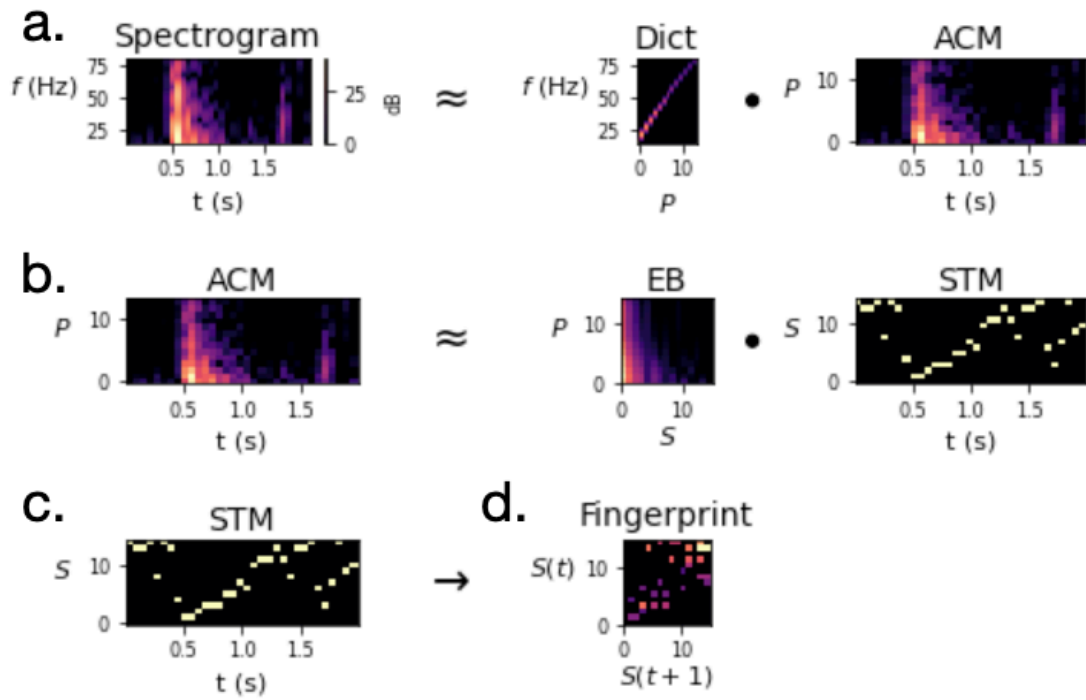 a.
Spectrogram
Dict
ACM
f (Hz)
75
50
25
0.5 1.0 1.5
t (s)
25
0
dB
≈
f (Hz)
75
50
25
0 10
P
•
P
10
0
0.5 1.0 1.5
t (s)
b.
ACM
EB
STM
P
10
0
0.5 1.0 1.5
t (s)
≈
P
10
0
0 10
S
•
S
10
0
0.5 1.0 1.5
t (s)
c.
STM
d.
Fingerprint
S
10
0
0.5 1.0 1.5
t (s)
→
S(t)
10
0
0 10
S(t + 1)